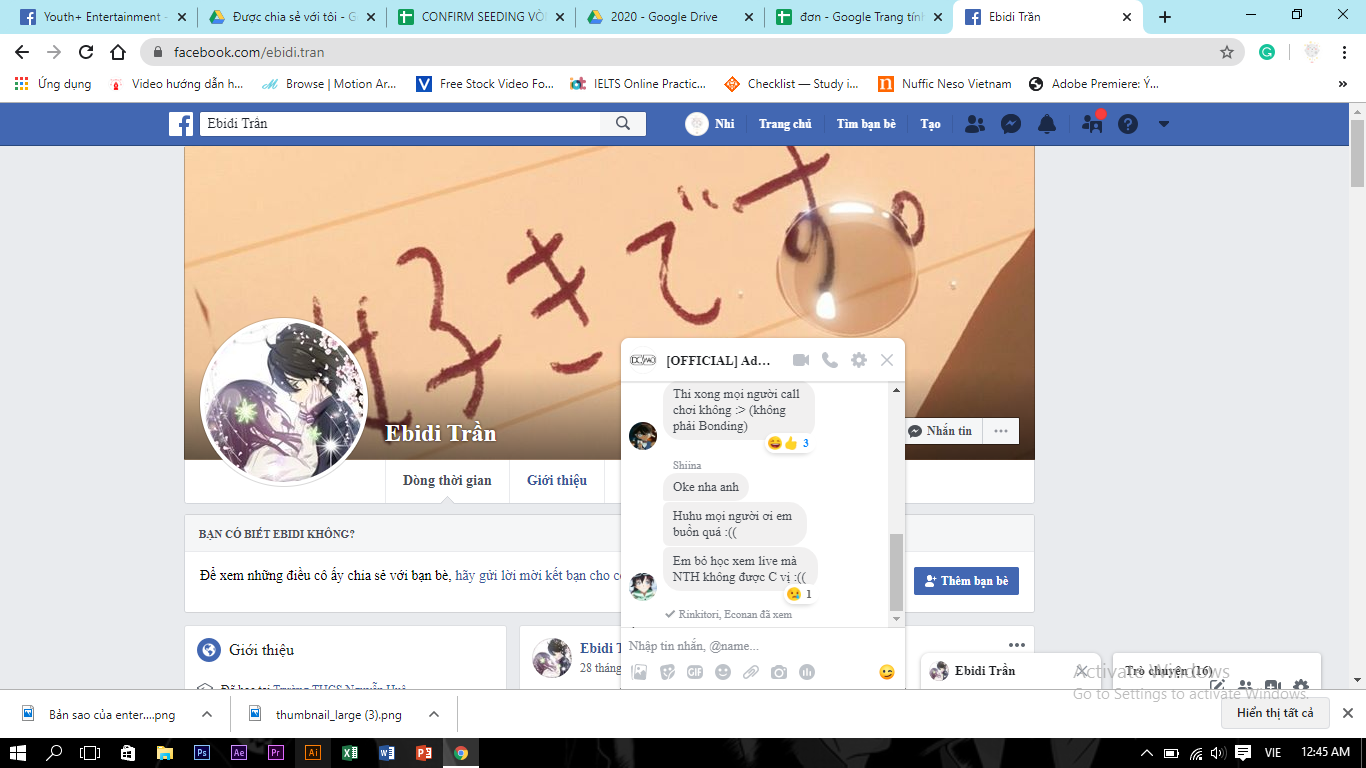 Youth+ Entertainment -
Được chia sẻ với tôi - G
CONFIRM SEEDING VÒN
2020 - Google Drive
đơn - Google Trang tính
Ebidi Trần
facebook.com/ebidi.tran
Ứng dụng
Video hướng dẫn h...
Browse | Motion Ar...
Free Stock Video Fo...
IELTS Online Practic...
Checklist — Study i...
Nuffic Neso Vietnam
Adobe Premiere: Ý...
Ebidi Trần
Nhi
Trang chủ
Tìm bạn bè
Tạo
好きです。
Ebidi Trần
Nhắn tin
Dòng thời gian
Giới thiệu
BẠN CÓ BIẾT EBIDI KHÔNG?
Để xem những điều cô ấy chia sẻ với bạn bè, hãy gửi lời mời kết bạn cho cô
Thêm bạn bè
Giới thiệu
Đã học tại Trường THCS Nguyễn Huệ
Ebidi T
28 tháng
[OFFICIAL] Ad...
Thi xong mọi người call
chơi không :> (không
phải Bonding)
3
Shiina
Oke nha anh
Huhu mọi người ơi em
buồn quá :((
Em bỏ học xem live mà
NTH không được C vị :((
1
Rinkitori, Econan đã xem
Nhập tin nhắn, @name...
GIF
Ebidi Trần
Trò chuyện (16)
Activate Windows
Go to Settings to activate Windows.
Bản sao của enter....png
thumbnail_large (3).png
Hiển thị tất cả
Ps
Ae
Pr
Ai
VIE
12:45 AM